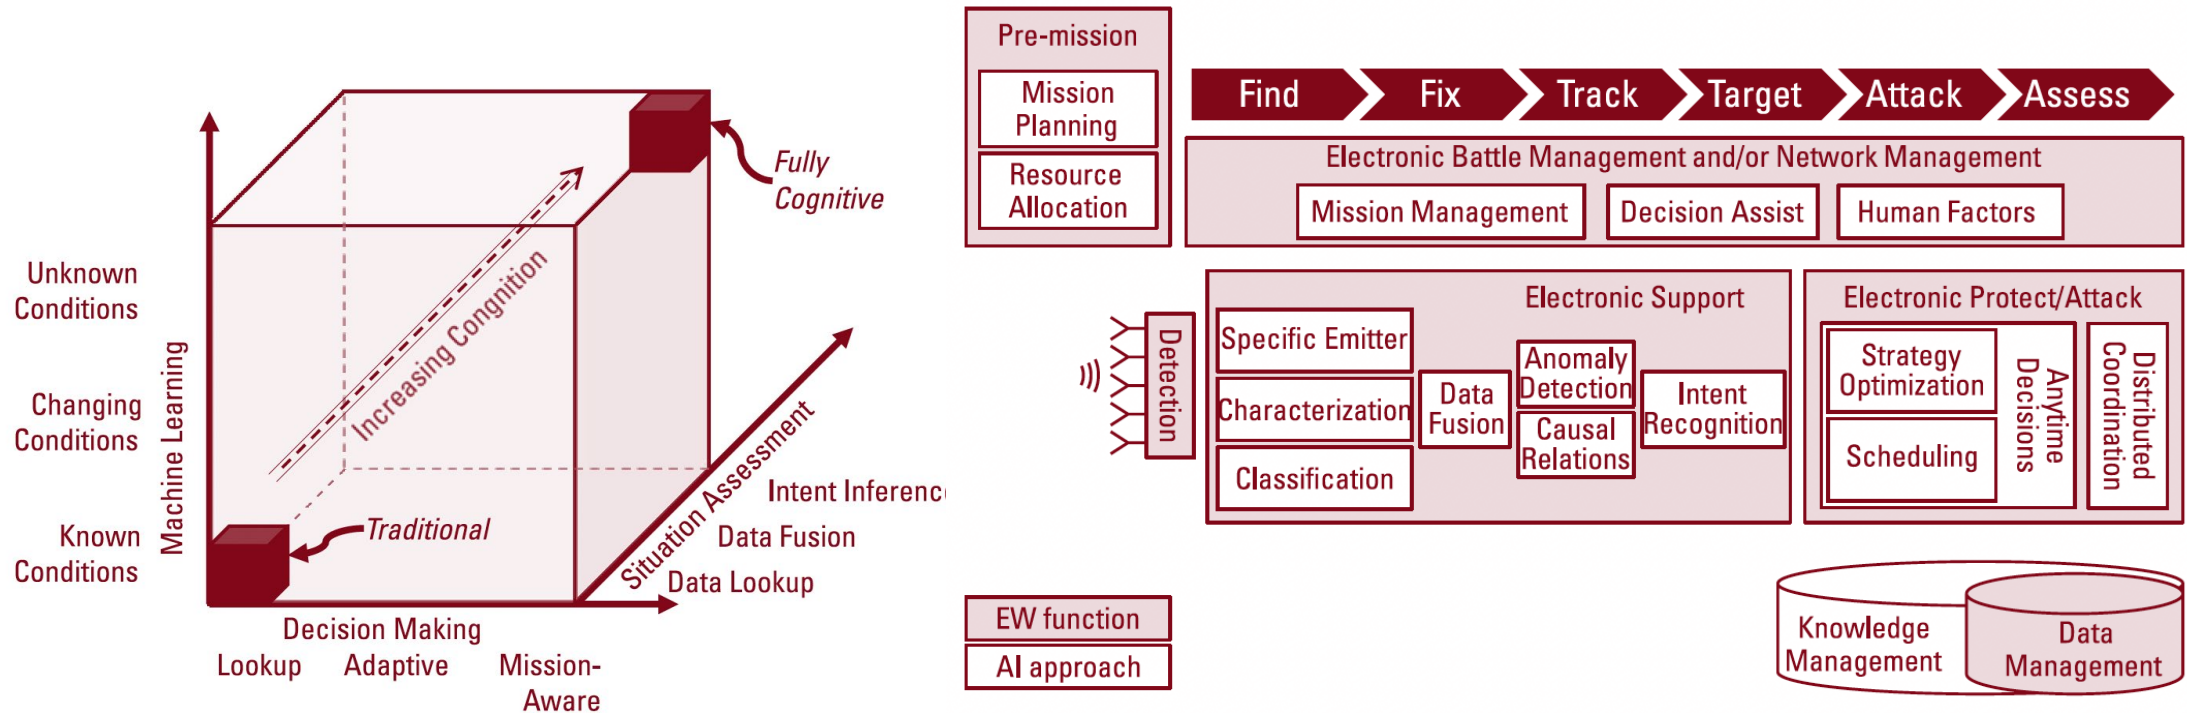 Unknown
Conditions
Changing
Conditions
Known
Conditions
Machine Learning
Increasing Congnition
Fully
Cognitive
Traditional
Situation Assessment
Intent Inference
Data Fusion
Data Lookup
Decision Making
Lookup
Adaptive
Mission-
Aware
Pre-mission
Mission
Planning
Resource
Allocation
Find
Fix
Track
Target
Attack
Assess
Electronic Battle Management and/or Network Management
Mission Management
Decision Assist
Human Factors
Detection
Electronic Support
Specific Emitter
Characterization
Classification
Data
Fusion
Anomaly
Detection
Causal
Relations
Intent
Recognition
Electronic Protect/Attack
Strategy
Optimization
Scheduling
Anytime
Decisions
Distributed
Coordination
EW function
AI approach
Knowledge
Management
Data
Management